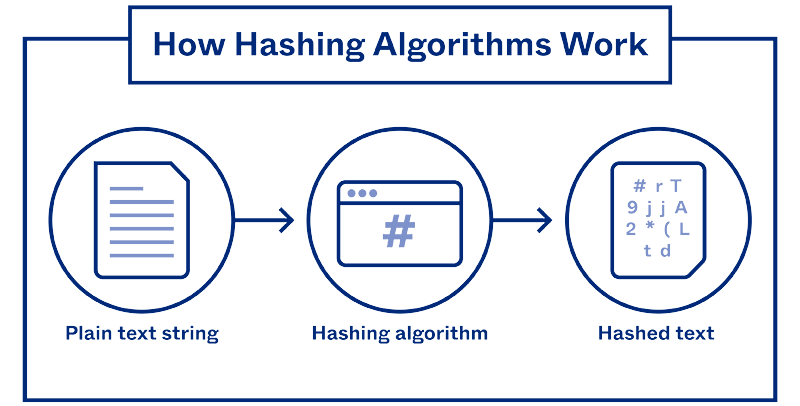 How Hashing Algorithms Work
#
# r T
9 j j A
2 * ( L
t d
Plain text string
Hashing algorithm
Hashed text